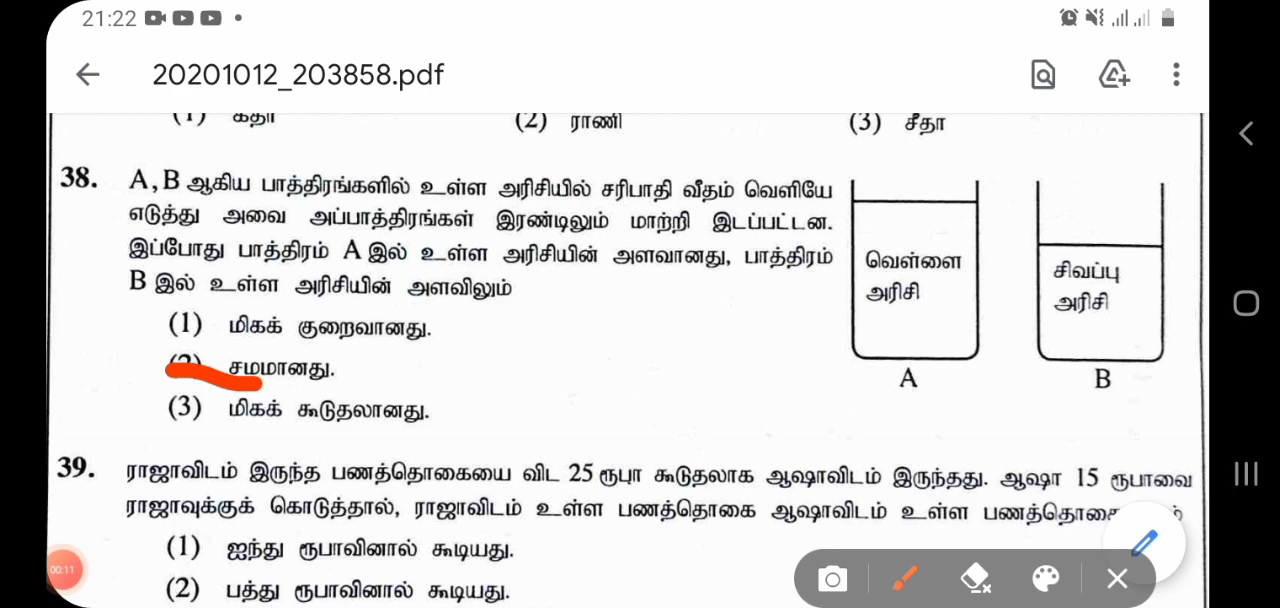 21:22
20201012_203858.pdf
(2) ராணி
(3) சீதா
38. A, B ஆகிய பாத்திரங்களில் உள்ள அரிசியில் சரிபாதி வீதம் வெளியே
எடுத்து அவை அப்பாத்திரங்கள் இரண்டிலும் மாற்றி இடப்பட்டன.
இப்போது பாத்திரம் A இல் உள்ள அரிசியின் அளவானது, பாத்திரம்
B இல் உள்ள அரிசியின் அளவிலும்
(1) மிகக் குறைவானது.
(2) சமமானது.
(3) மிகக் கூடுதலானது.
வெள்ளை
அரிசி
A
சிவப்பு
அரிசி
B
39. ராஜாவிடம் இருந்த பணத்தொகையை விட 25 ரூபா கூடுதலாக ஆஷாவிடம் இருந்தது. ஆஷா 15 ரூபாவை
ராஜாவுக்குக் கொடுத்தால், ராஜாவிடம் உள்ள பணத்தொகை ஆஷாவிடம் உள்ள
(1) ஐந்து ரூபாவினால் கூடியது.
(2) பத்து ரூபாவினால் கூடியது.
00:11